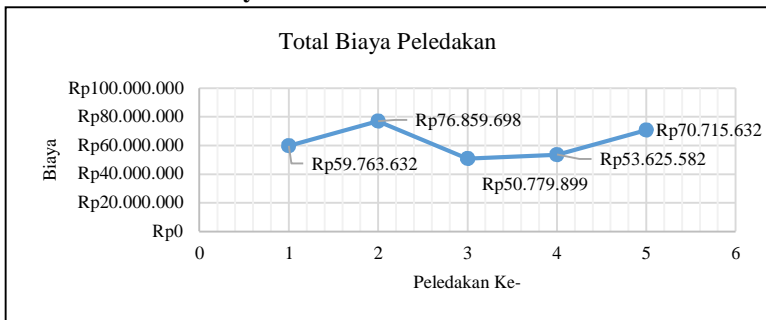 Total Biaya Peledakan
Rp100.000.000
Rp80.000.000
Rp60.000.000
Rp40.000.000
Rp20.000.000
Rp0
Biaya
Rp59.763.632
Rp76.859.698
Rp50.779.899
Rp53.625.582
Rp70.715.632
0 1 2 3 4 5 6
Peledakan Ke-